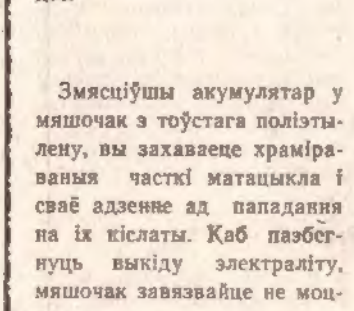 Змясціўшы акумулятар у
мяшочак з тоўстага поліэты-
лену, вы захаваеце храміра-
ваныя часткі матацыкла і
сваё адзенне ад пападання
на іх кіслаты. Каб пазбег-
нуць выкіду электраліту,
мяшочак завязвайце не моц-